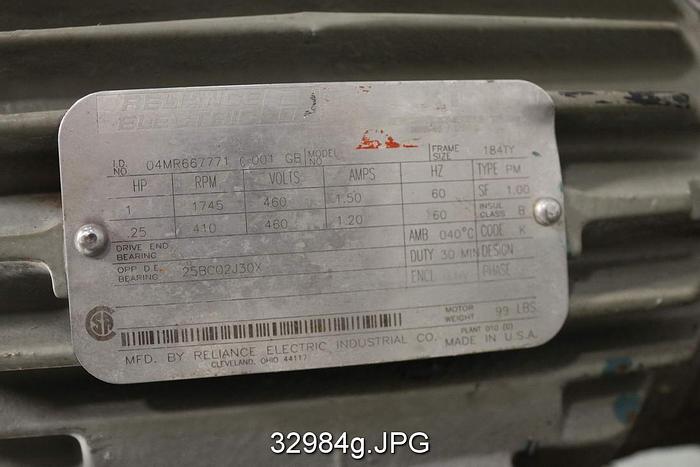 RELIANCE
ELECTRIC
I.D. NO 04MR667771 G 001 GB MODEL NO. FRAME SIZE 184TY
HP RPM VOLTS AMPS HZ TYPE PM
1 1745 460 1.50 60 SF 1.00
.25 410 460 1.20 60 INSUL CLASS B
AMB 040°C CODE K
DRIVE END BEARING DUTY 30 MIN DESIGN
OPP D.E. BEARING 25BC02J30X ENCL PHASE
MOTOR WEIGHT 99 LBS.
MFD. BY RELIANCE ELECTRIC INDUSTRIAL CO. PLANT 010 (G) MADE IN U.S.A.
CLEVELAND, OHIO 44117
32984g.JPG